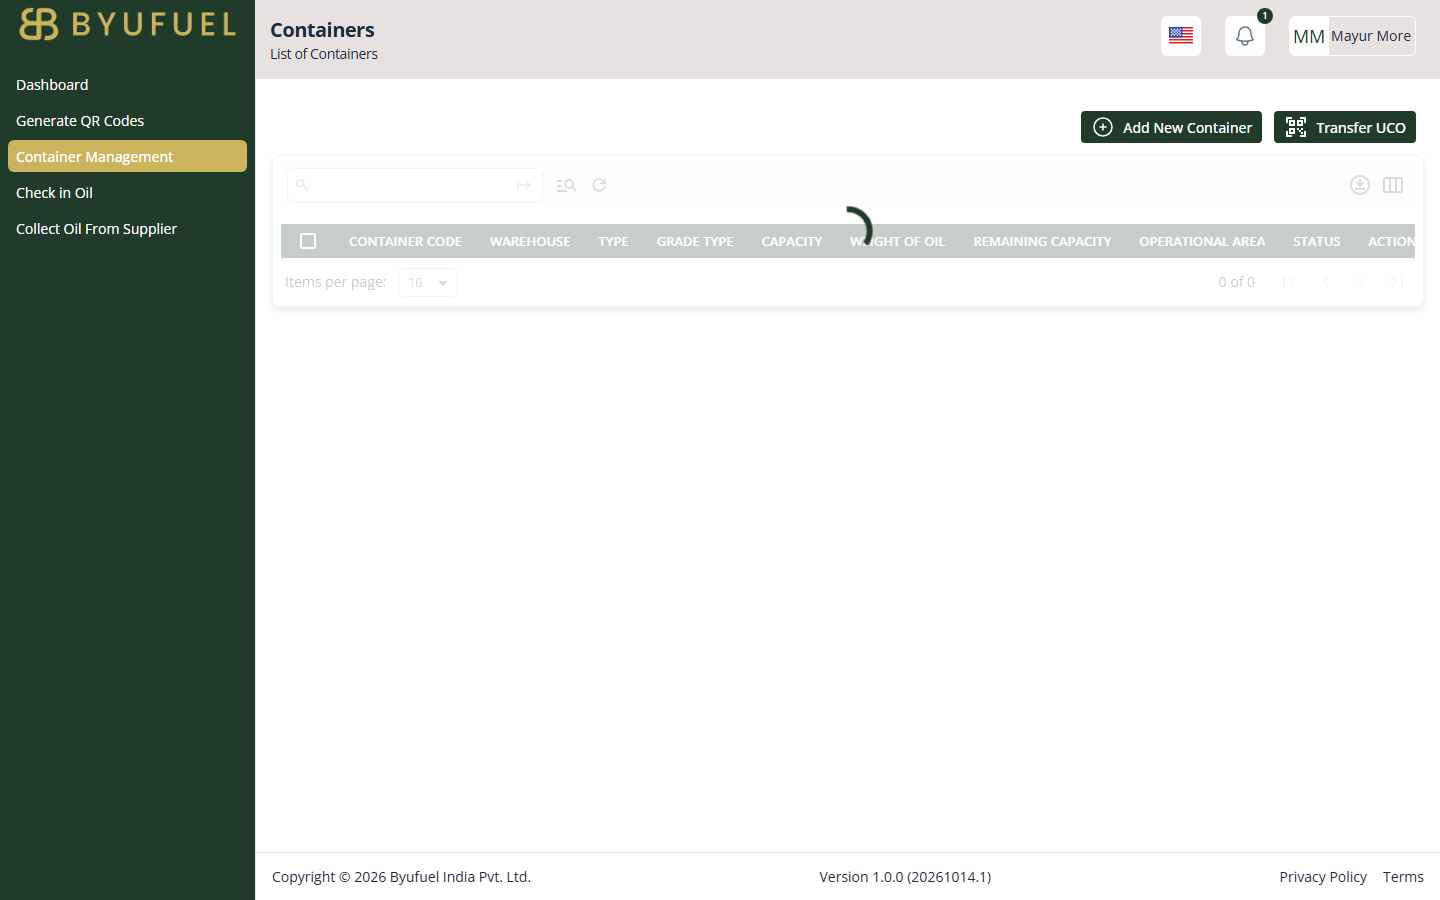 BYUFUEL
Dashboard
Generate QR Codes
Container Management
Check in Oil
Collect Oil From Supplier
Containers
List of Containers
1
MM Mayur More
Add New Container
Transfer UCO
CONTAINER CODE WAREHOUSE TYPE GRADE TYPE CAPACITY WEIGHT OF OIL REMAINING CAPACITY OPERATIONAL AREA STATUS ACTION
Items per page: 10
0 of 0
Copyright © 2026 Byufuel India Pvt. Ltd.
Version 1.0.0 (20261014.1)
Privacy Policy Terms